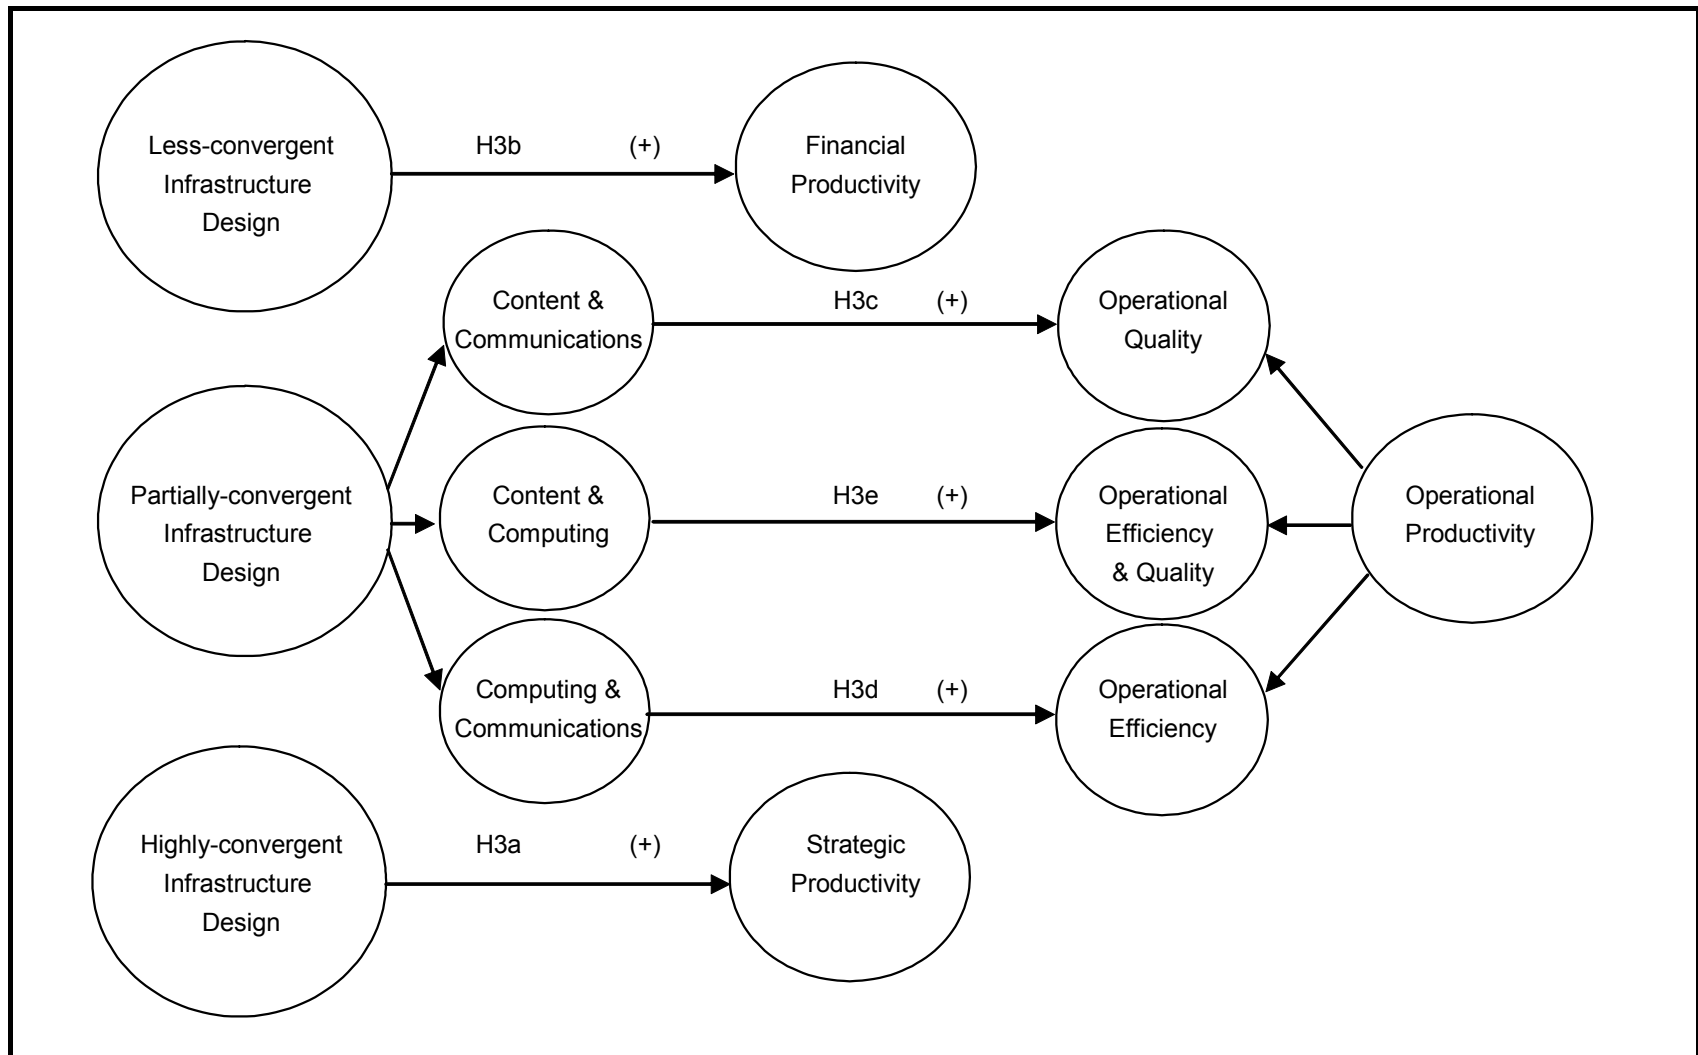 Less-convergent
Infrastructure
Design
H3b (+)
Financial
Productivity
Content &
Communications
H3c (+)
Operational
Quality
Partially-convergent
Infrastructure
Design
Content &
Computing
H3e (+)
Operational
Efficiency
& Quality
Operational
Productivity
Computing &
Communications
H3d (+)
Operational
Efficiency
Highly-convergent
Infrastructure
Design
H3a (+)
Strategic
Productivity